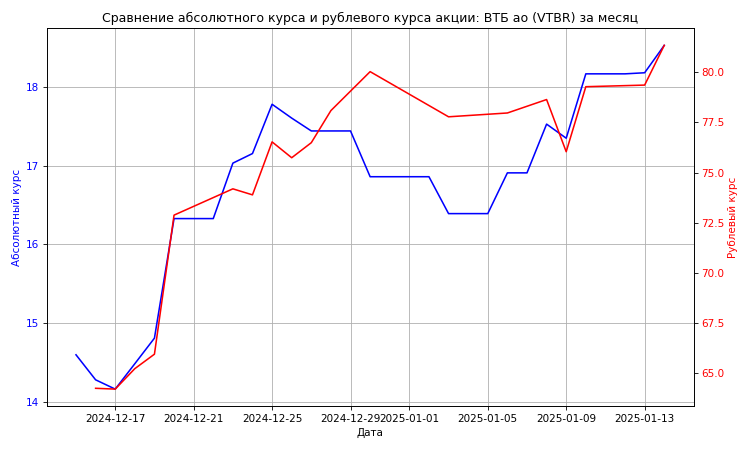 Сравнение абсолютного курса и рублевого курса акции: ВТБ ао (VTBR) за месяц
Абсолютный курс
18
17
16
15
14
80.0
77.5
75.0
72.5
70.0
67.5
65.0
Рублевый курс
2024-12-17 2024-12-21 2024-12-25 2024-12-29 2025-01-01 2025-01-05 2025-01-09 2025-01-13
Дата